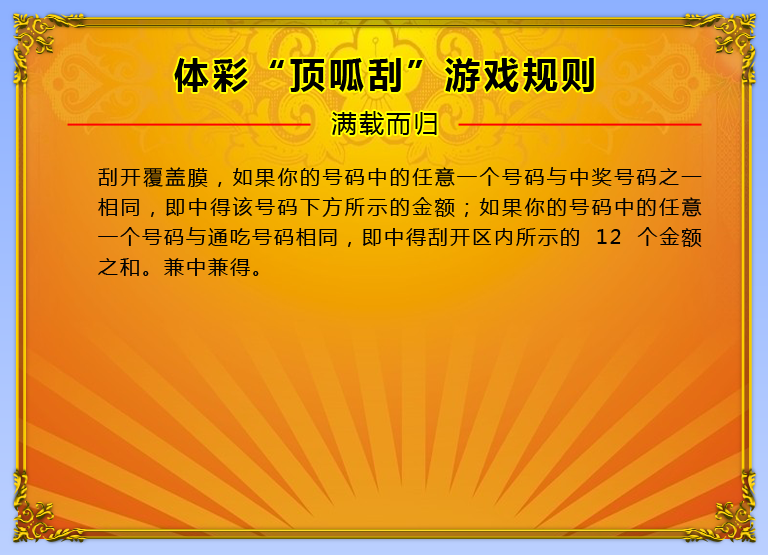 体彩“顶呱刮”游戏规则
满载而归
刮开覆盖膜，如果你的号码中的任意一个号码与中奖号码之一
相同，即中得该号码下方所示的金额；如果你的号码中的任意
一个号码与通吃号码相同，即中得刮开区内所示的 12 个金额
之和。兼中兼得。